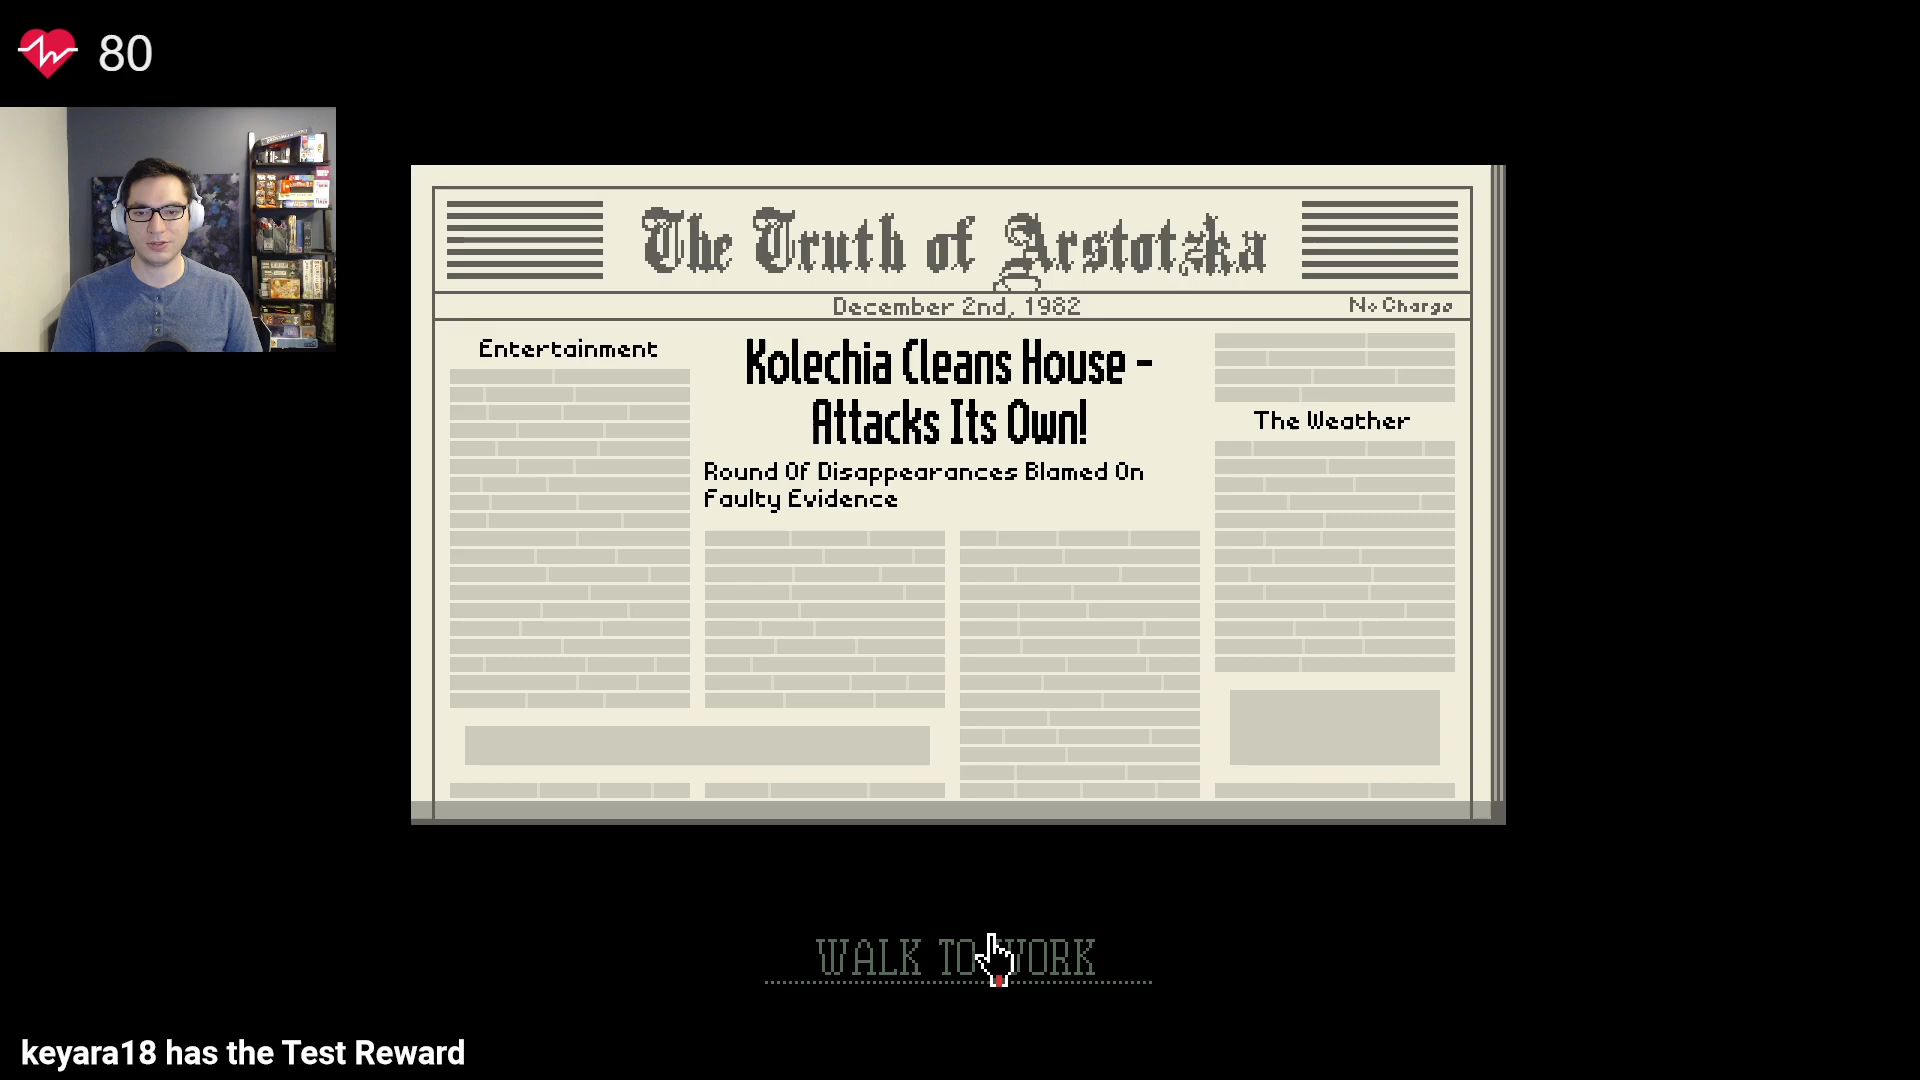 80
The Truth of Arstotzka
December 2nd, 1982
No Charge
Entertainment
Kolechia Cleans House -
Attacks Its Own!
Round Of Disappearances Blamed On
Faulty Evidence
The Weather
WALK TO WORK
keyara18 has the Test Reward